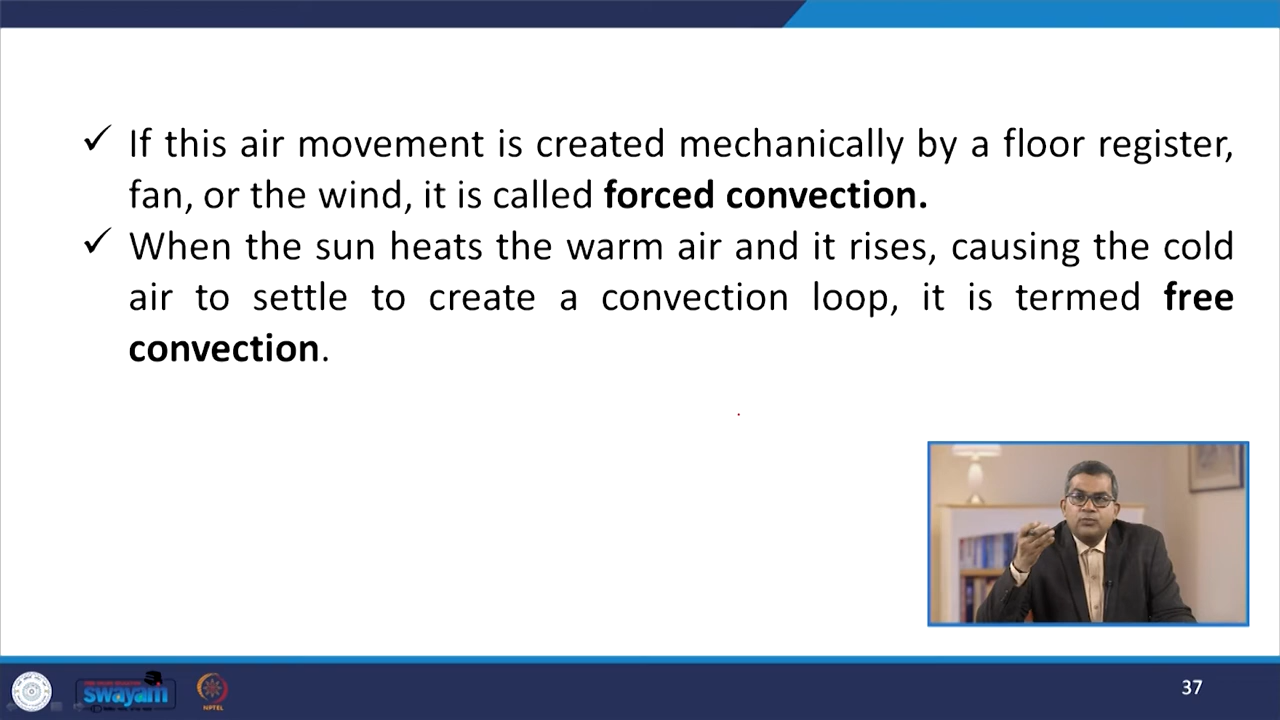 ✓ If this air movement is created mechanically by a floor register,
fan, or the wind, it is called forced convection.
✓ When the sun heats the warm air and it rises, causing the cold
air to settle to create a convection loop, it is termed free
convection.
swayam
NPTEL
37